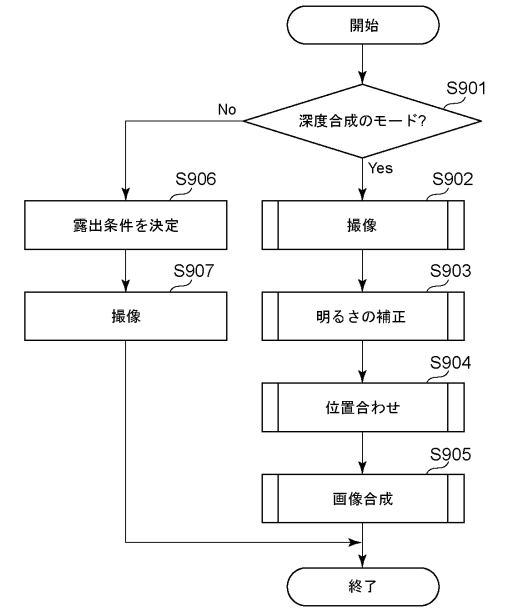 開始
S901
深度合成のモード?
No
Yes
S906
露出条件を決定
S902
撮像
S907
撮像
S903
明るさの補正
S904
位置合わせ
S905
画像合成
終了